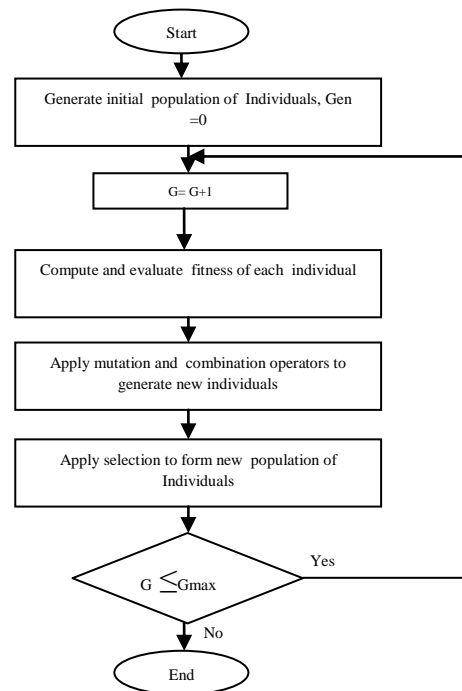 Start
Generate initial population of Individuals, Gen
=0
G= G+1
Compute and evaluate fitness of each individual
Apply mutation and combination operators to
generate new individuals
Apply selection to form new population of
Individuals
Yes
G ≤Gmax
No
End